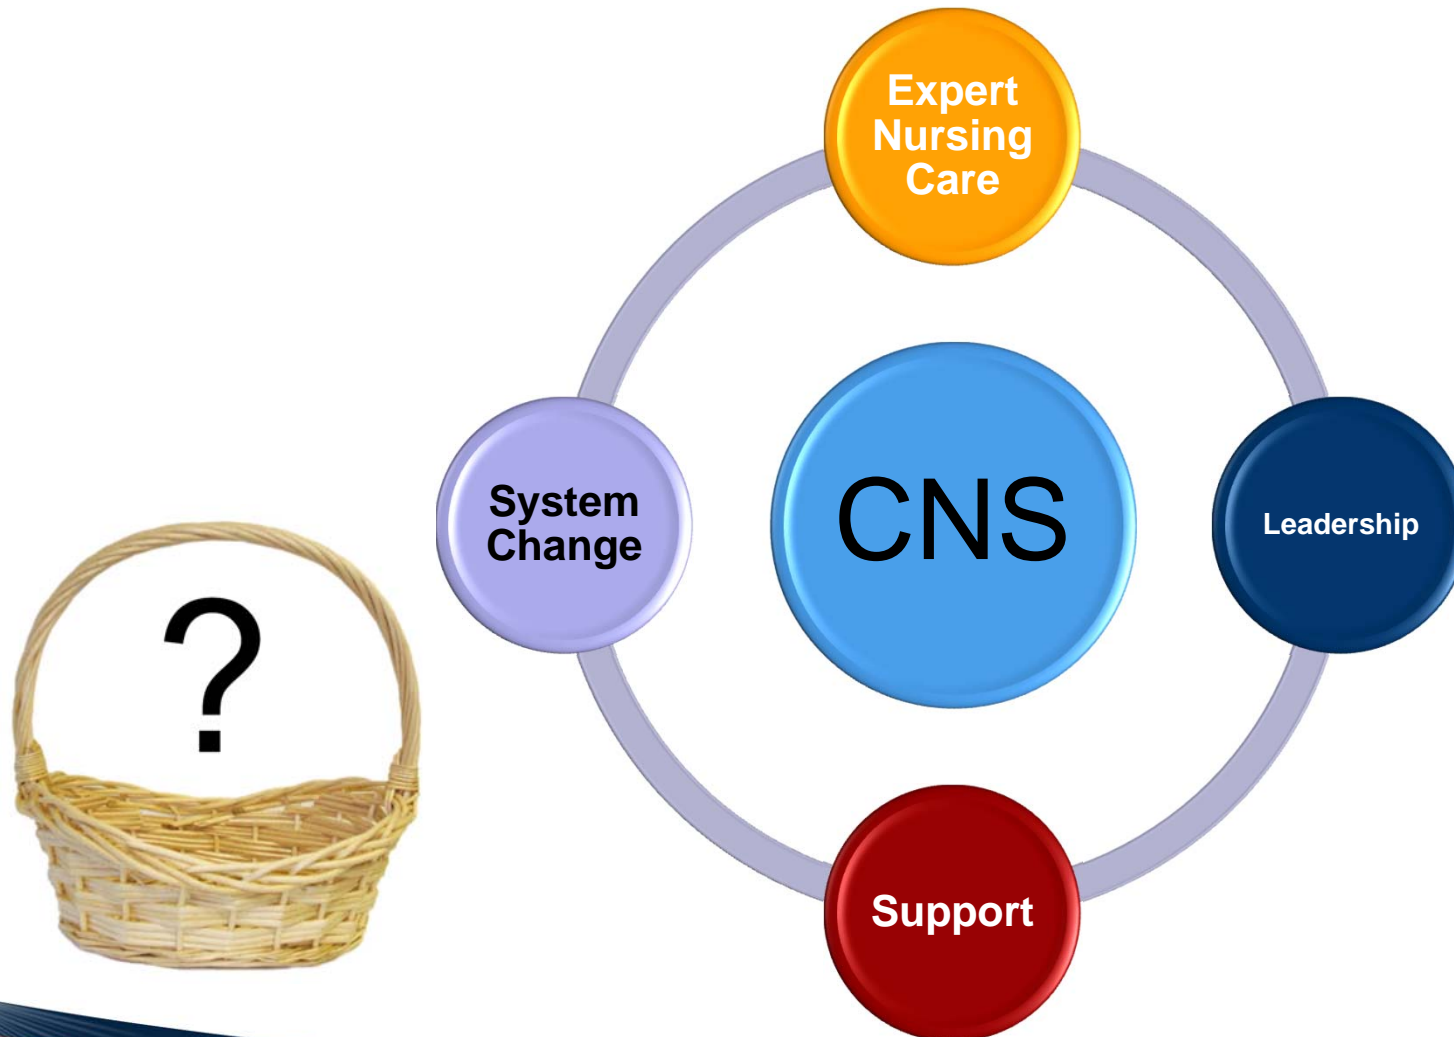 Expert
Nursing
Care
System
Change
CNS
Leadership
?
Support